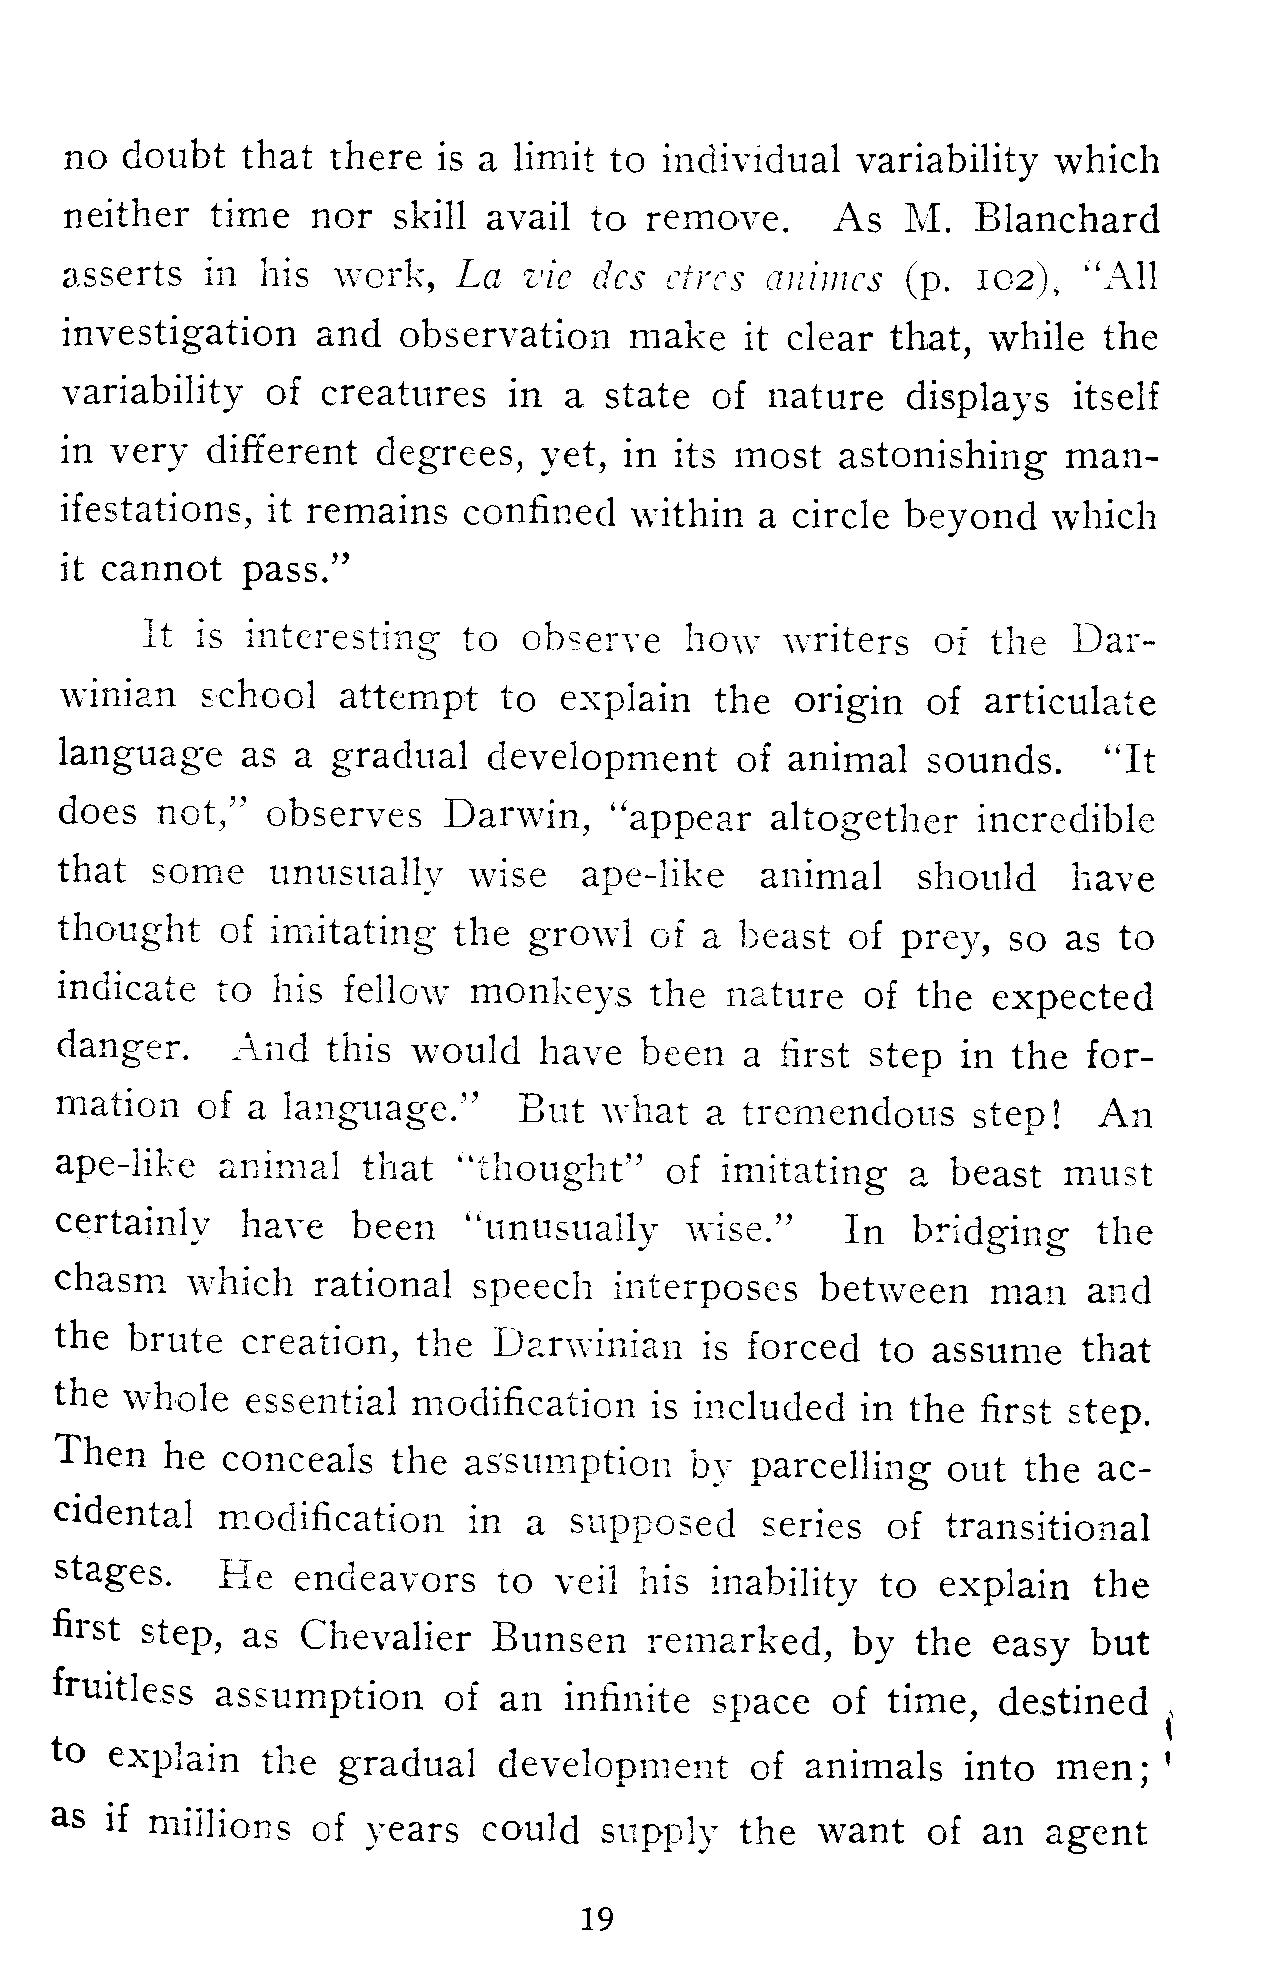 no doubt that there is a limit to individual variability which
neither time nor skill avail to remove. As M. Blanchard
asserts in his work, La vie des etres animes (p. 102), “All
investigation and observation make it clear that, while the
variability of creatures in a state of nature displays itself
in very different degrees, yet, in its most astonishing man-
ifestations, it remains confined within a circle beyond which
it cannot pass.”
It is interesting to observe how writers of the Dar-
winian school attempt to explain the origin of articulate
language as a gradual development of animal sounds. “It
does not,” observes Darwin, “appear altogether incredible
that some unusually wise ape-like animal should have
thought of imitating the growl of a beast of prey, so as to
indicate to his fellow monkeys the nature of the expected
danger. And this would have been a first step in the for-
mation of a language.” But what a tremendous step! An
ape-like animal that “thought” of imitating a beast must
certainly have been “unusually wise.” In bridging the
chasm which rational speech interposes between man and
the brute creation, the Darwinian is forced to assume that
the whole essential modification is included in the first step.
Then he conceals the assumption by parcelling out the ac-
cidental modification in a supposed series of transitional
stages. He endeavors to veil his inability to explain the
first step, as Chevalier Bunsen remarked, by the easy but
fruitless assumption of an infinite space of time, destined
to explain the gradual development of animals into men;
as if millions of years could supply the want of an agent
19